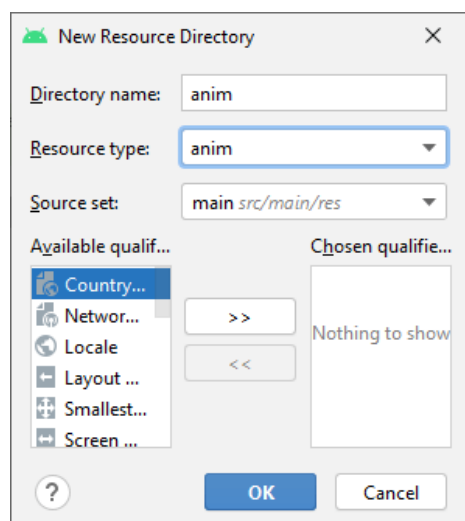 New Resource Directory
Directory name: anim
Resource type: anim
Source set: main src/main/res
Available qualif... Chosen qualifie...
Country...
Networ...
Locale
Layout ...
Smallest...
Screen ...
>>
<<
Nothing to show
? OK Cancel